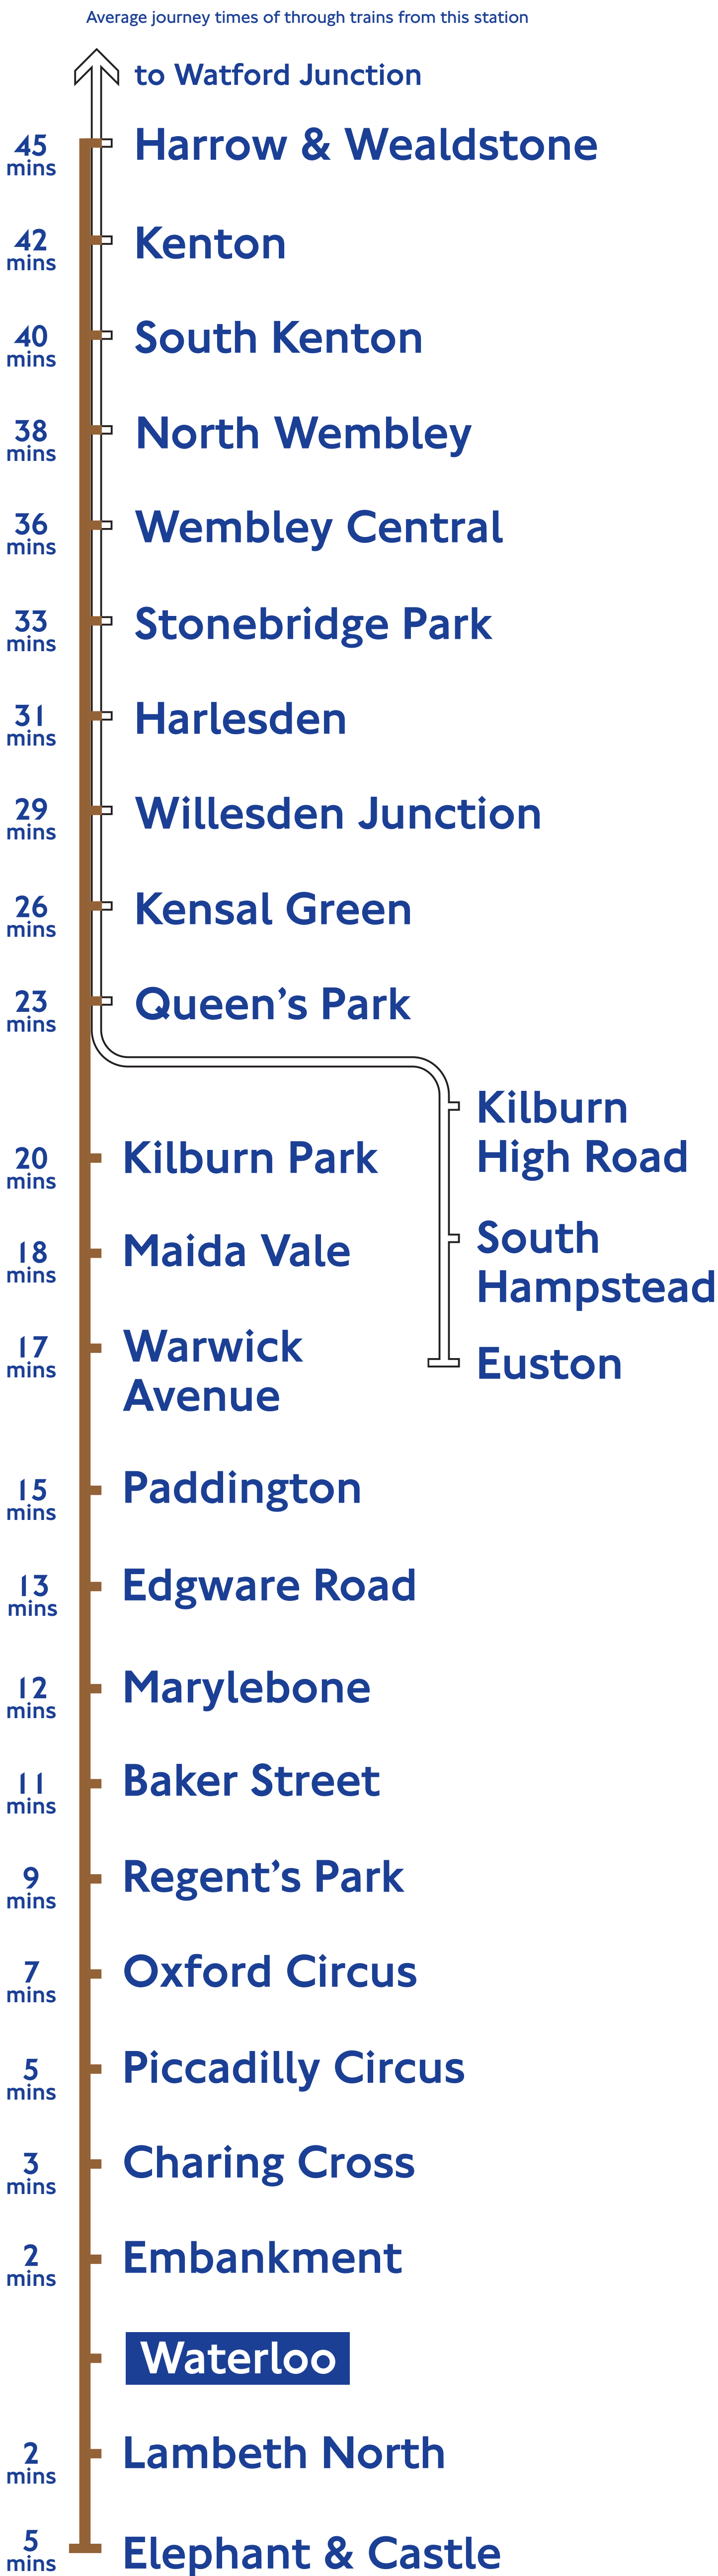 Average journey times of through trains from this station
to Watford Junction
45
mins
Harrow & Wealdstone
42
mins
Kenton
40
mins
South Kenton
38
mins
North Wembley
36
mins
Wembley Central
33
mins
Stonebridge Park
31
mins
Harlesden
29
mins
Willesden Junction
26
mins
Kensal Green
23
mins
Queen's Park
Kilburn
High Road
20
mins
Kilburn Park
South
Hampstead
18
mins
Maida Vale
17
mins
Warwick
Avenue
Euston
15
mins
Paddington
13
mins
Edgware Road
12
mins
Marylebone
11
mins
Baker Street
9
mins
Regent's Park
7
mins
Oxford Circus
5
mins
Piccadilly Circus
3
mins
Charing Cross
2
mins
Embankment
Waterloo
2
mins
Lambeth North
5
mins
Elephant & Castle